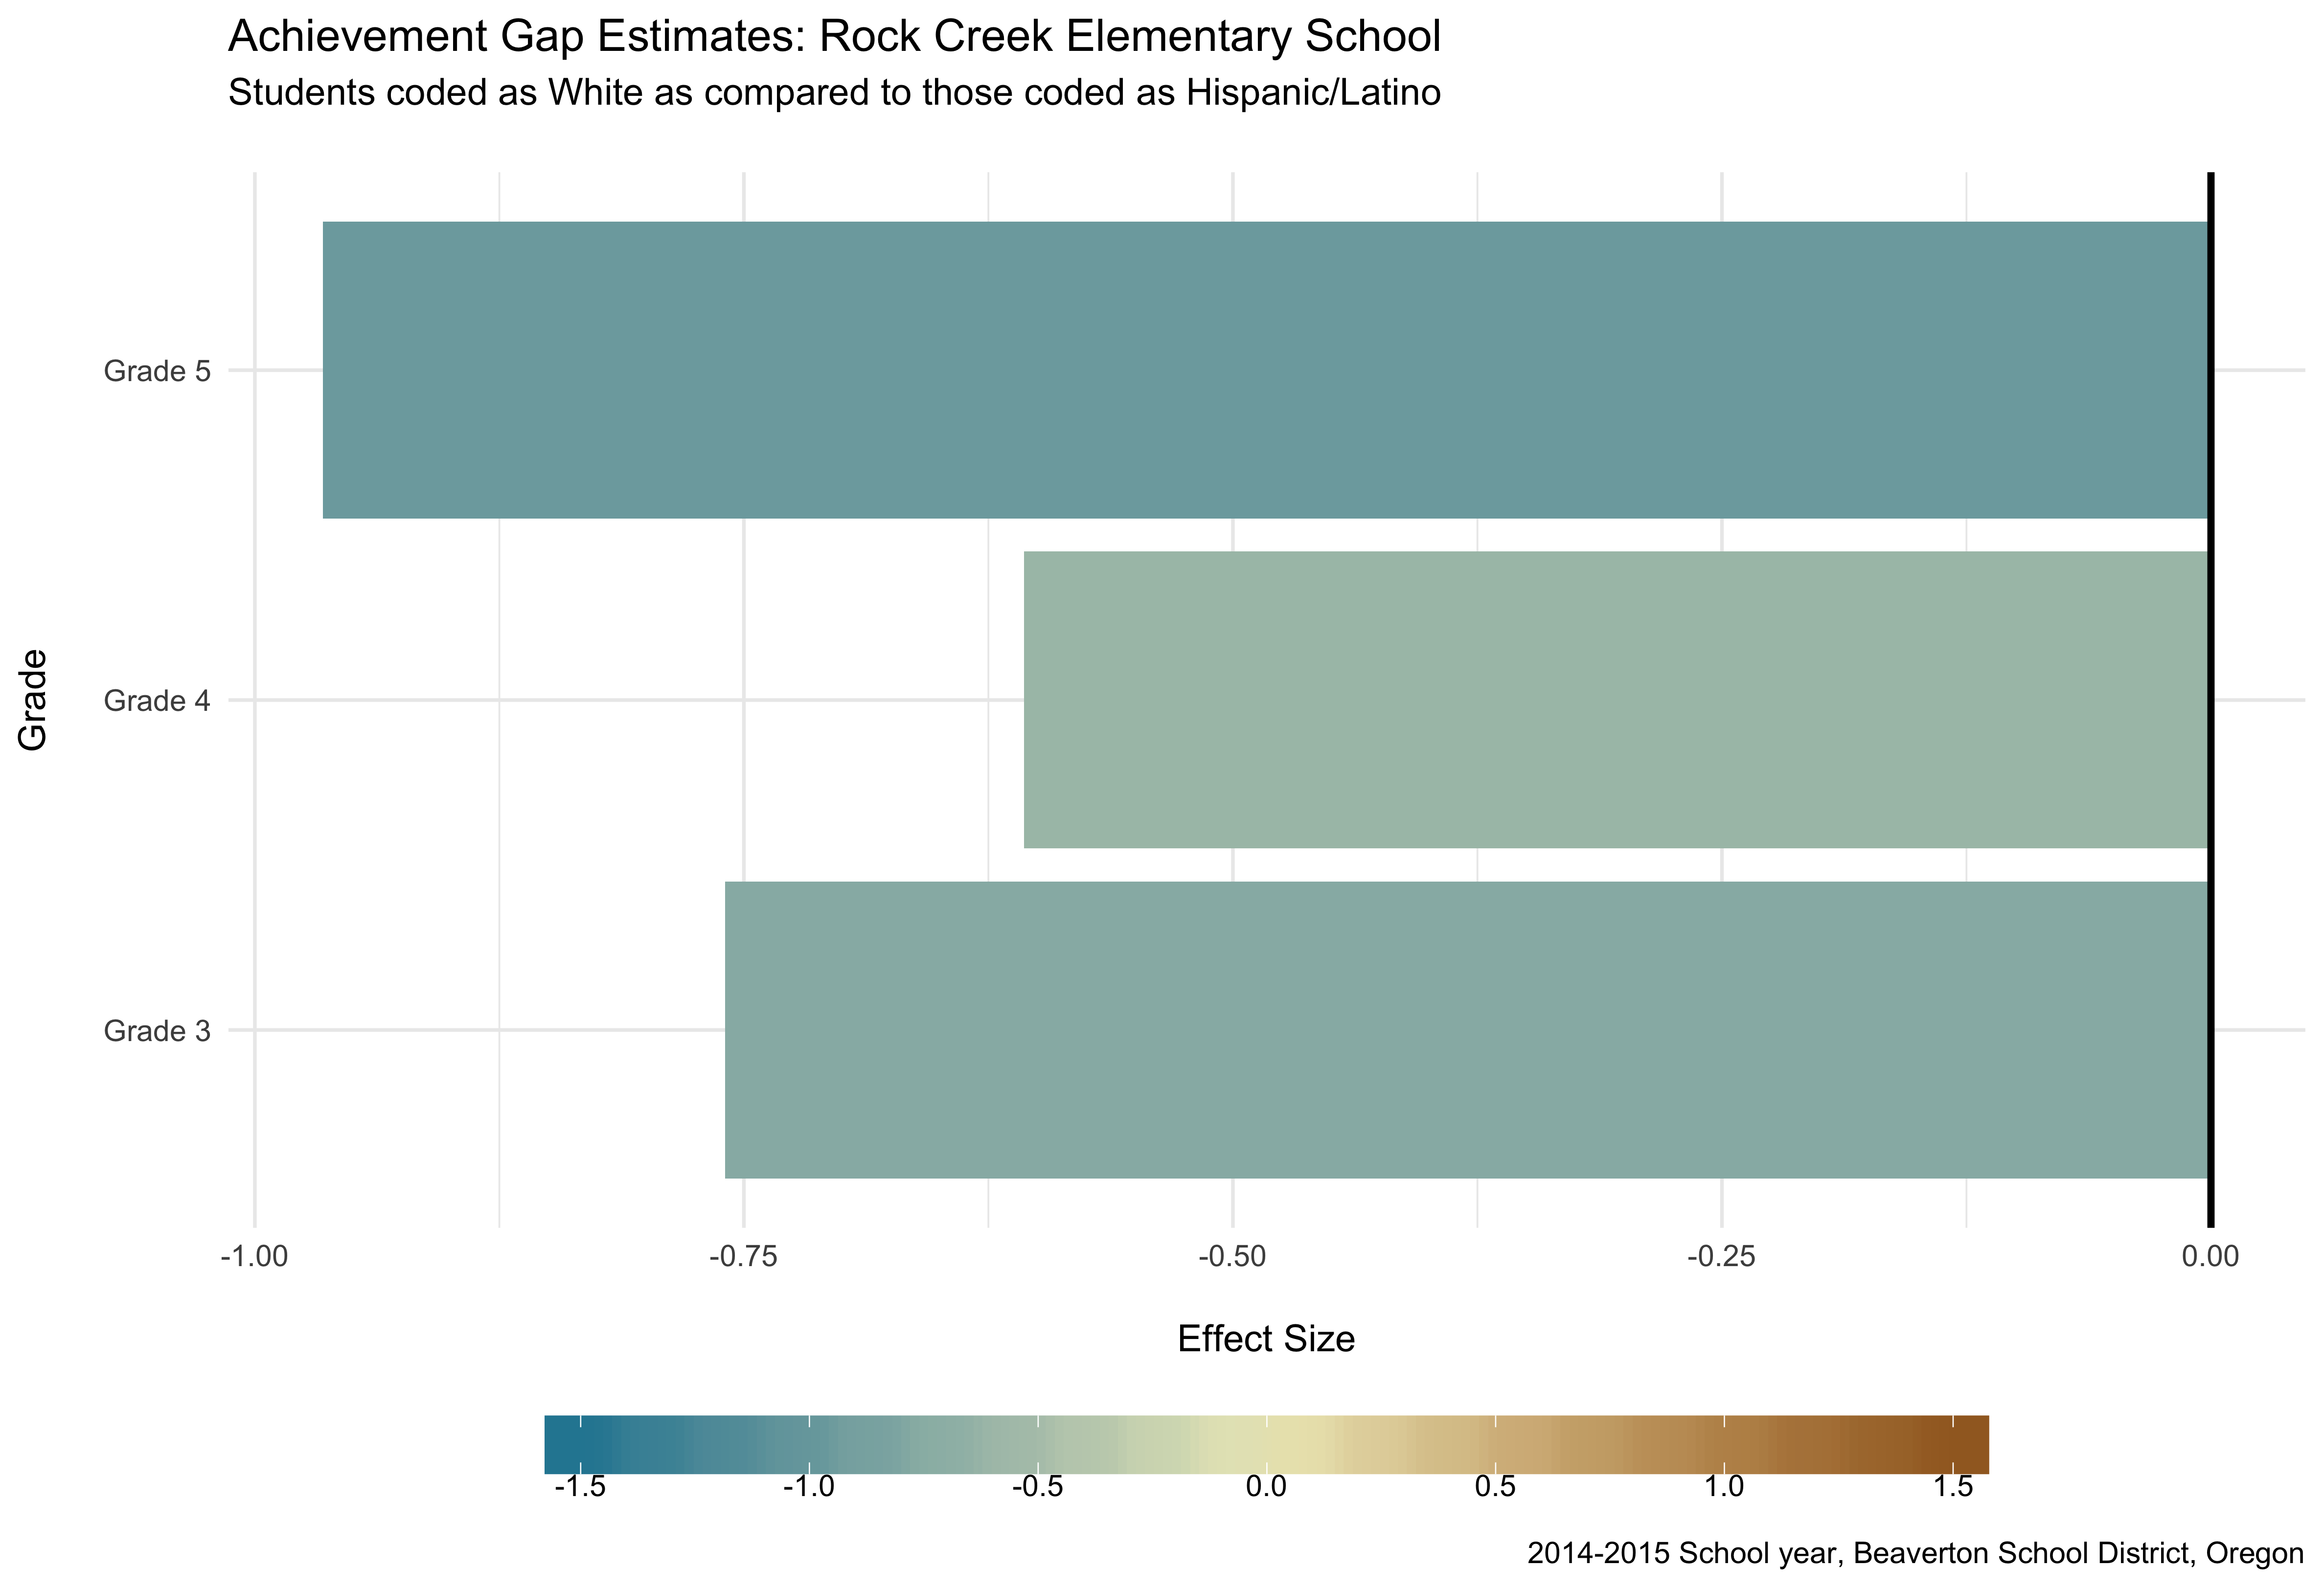 Achievement Gap Estimates: Rock Creek Elementary School
Students coded as White as compared to those coded as Hispanic/Latino
Grade
Grade 5
Grade 4
Grade 3
-1.00 -0.75 -0.50 -0.25 0.00
Effect Size
-1.5 -1.0 -0.5 0.0 0.5 1.0 1.5
2014-2015 School year, Beaverton School District, Oregon